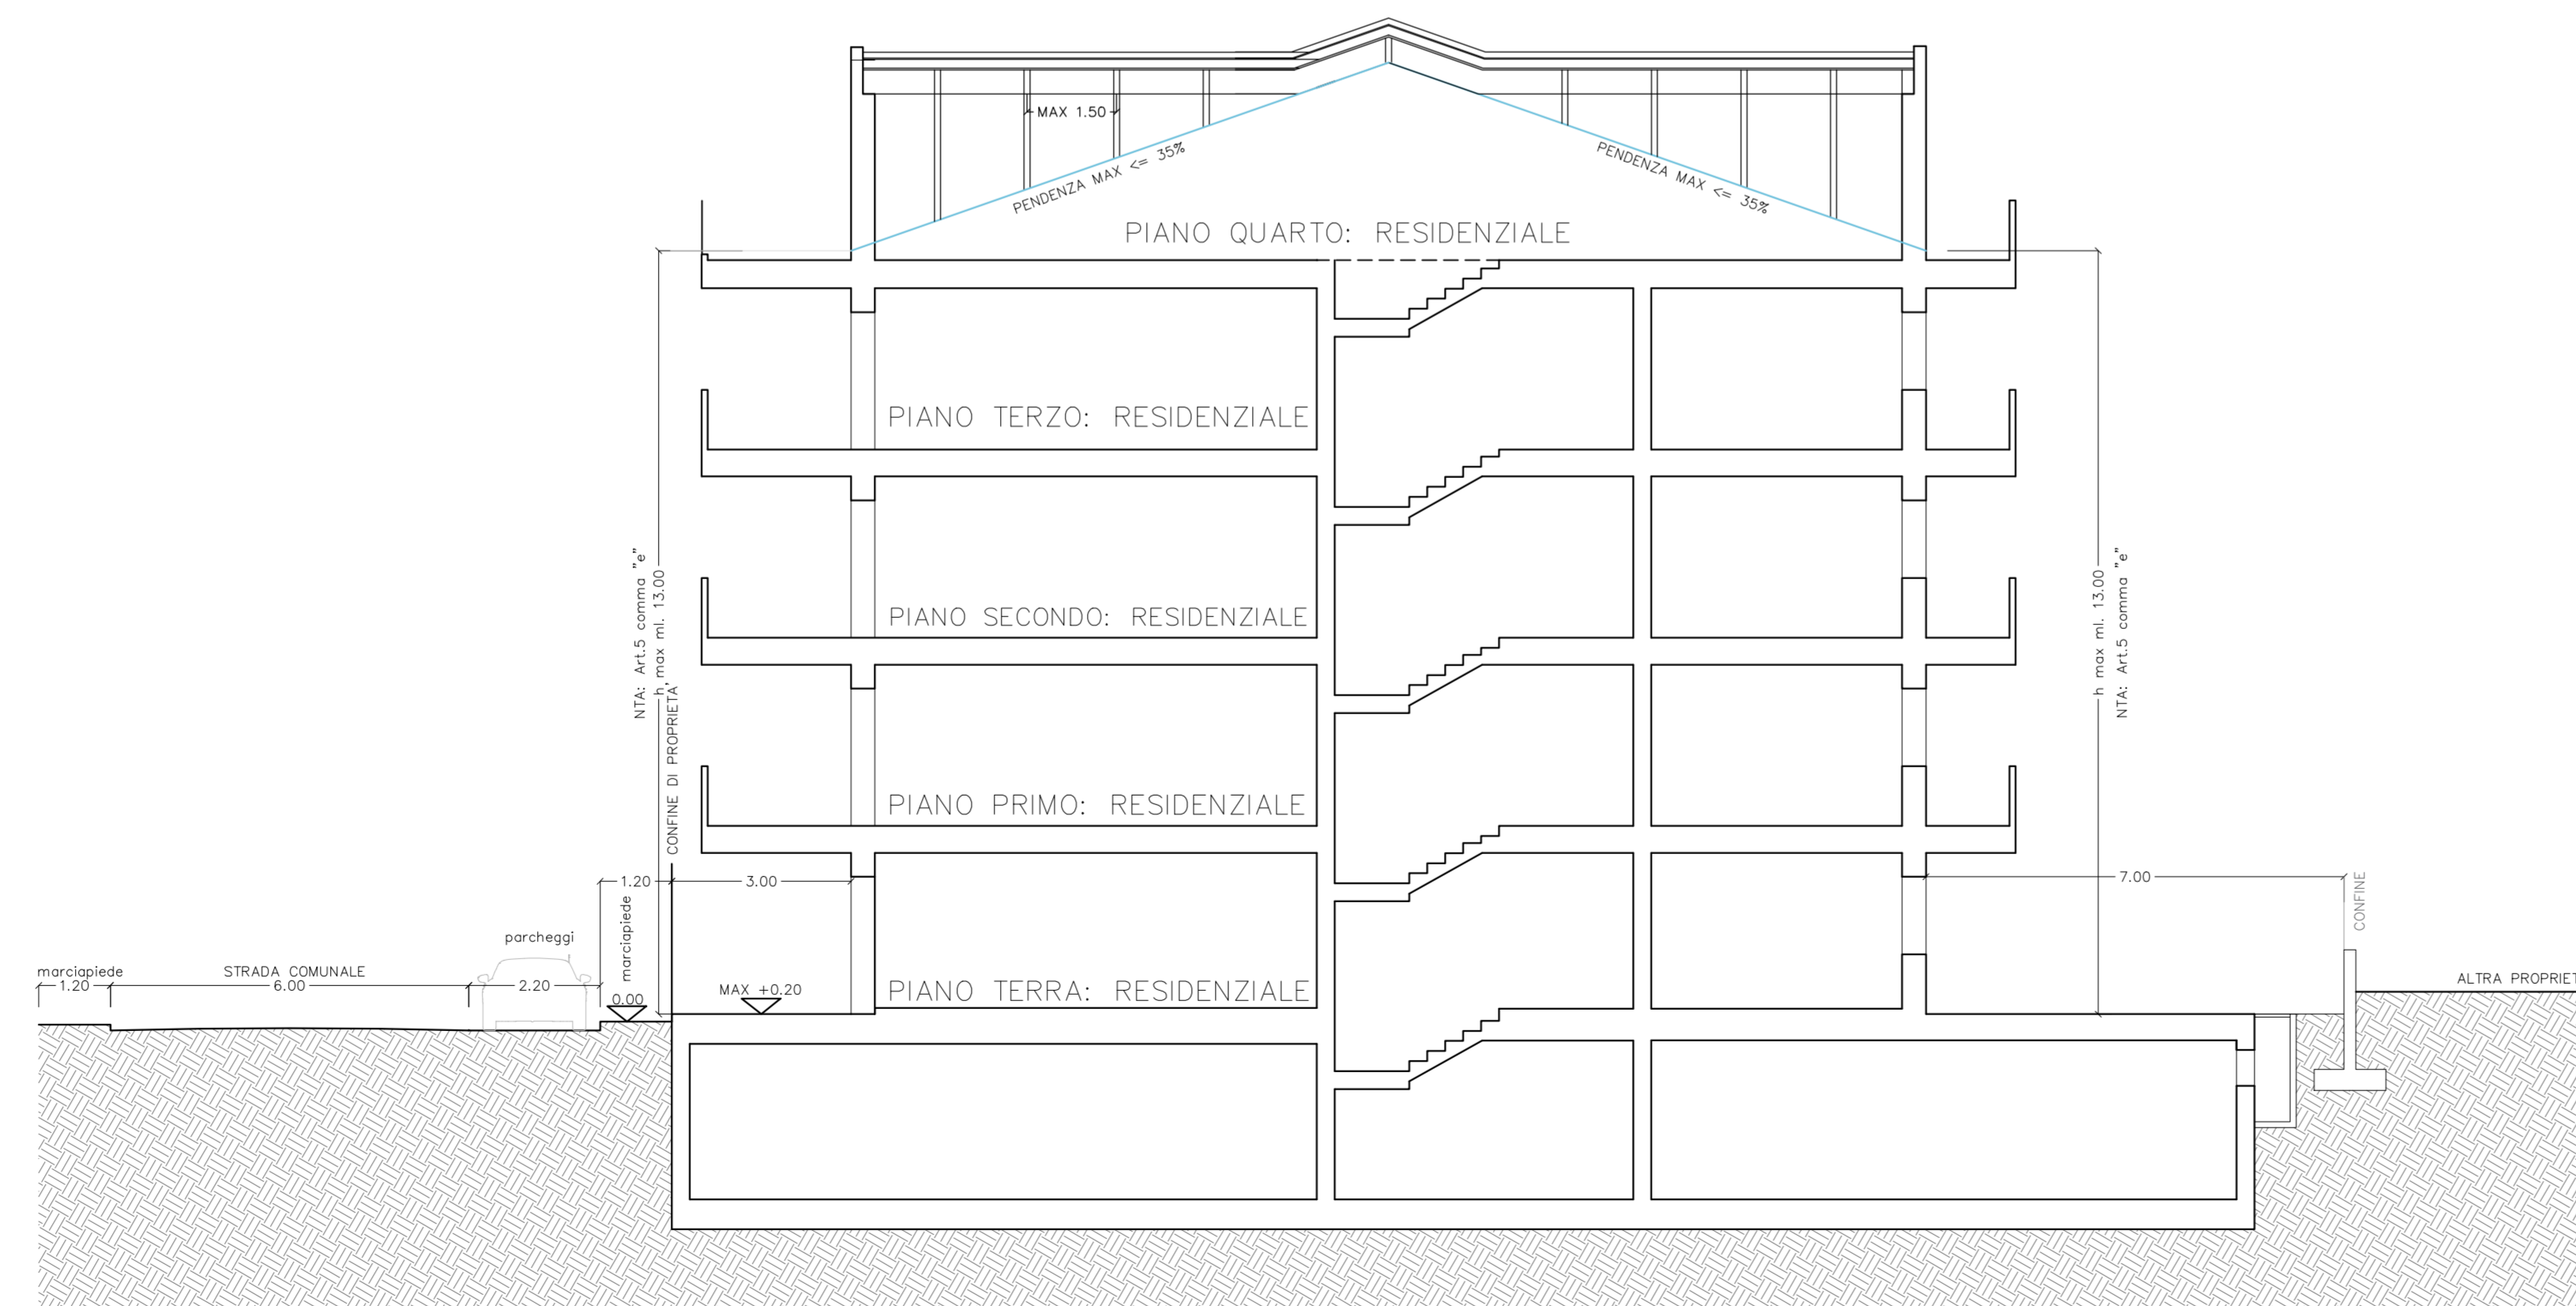 MAX 1.50
PENDENZA MAX <= 35%
PENDENZA MAX <= 35%
PIANO QUARTO: RESIDENZIALE
PIANO TERZO: RESIDENZIALE
PIANO SECONDO: RESIDENZIALE
PIANO PRIMO: RESIDENZIALE
PIANO TERRA: RESIDENZIALE
NTA: Art.5 comma "e"
h max ml. 13.00
CONFINE DI PROPRIETA'
h max ml. 13.00
NTA: Art.5 comma "e"
1.20
3.00
7.00
CONFINE
marciapiede
parcheggi
marciapiede
STRADA COMUNALE
1.20
6.00
2.20
0.00
MAX +0.20
ALTRA PROPRIET